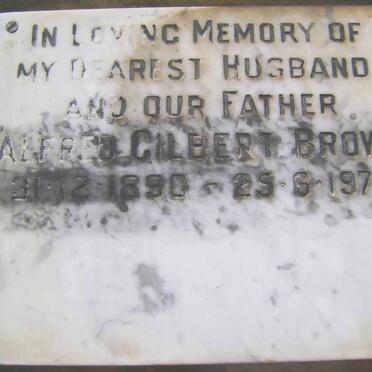 IN LOVING MEMORY OF
MY DEAREST HUSBAND
AND OUR FATHER
ALFRED GILBERT BROW
31-12-1890 - 25-6-197